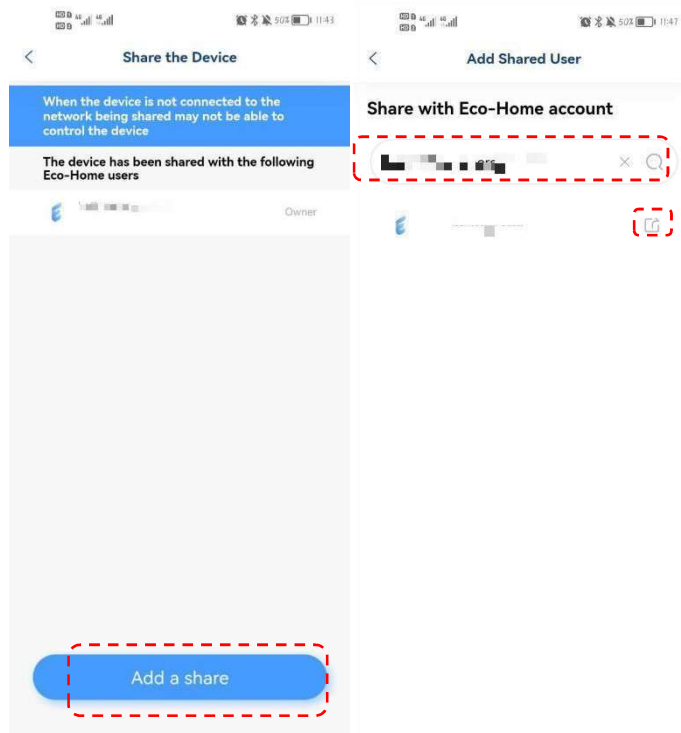 50% 11:43
Share the Device
When the device is not connected to the
network being shared may not be able to
control the device
The device has been shared with the following
Eco-Home users
Owner
Add a share
50% 11:47
Add Shared User
Share with Eco-Home account